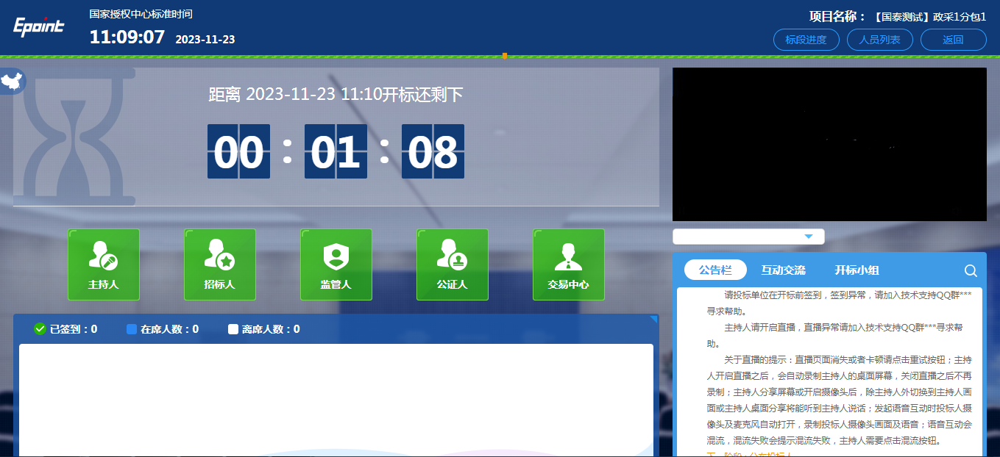 Epoint
国家授权中心标准时间
11:09:07 2023-11-23
项目名称：【国泰测试】政采1分包1
标段进度 人员列表 返回
距离 2023-11-23 11:10开标还剩下
00 : 01 : 08
主持人 招标人 监管人 公证人 交易中心
已签到：0 在席人数：0 离席人数：0
公告栏 互动交流 开标小组
请投标单位在开标前签到，签到异常，请加入技术支持QQ群***
寻求帮助。
主持人请开启直播，直播异常请加入技术支持QQ群***寻求帮
助。
关于直播的提示：直播页面消失或者卡顿请点击重试按钮；主持
人开启直播之后，会自动录制主持人的桌面屏幕，关闭直播之后不再
录制；主持人分享屏幕或开启摄像头后，除主持人外切换到主持人画
面或主持人桌面分享将能听到主持人说话；发起语音互动时投标人摄
像头及麦克风自动打开，录制投标人摄像头画面及语音；语音互动会
混流，混流失败会提示混流失败，主持人需要点击混流按钮。
下一阶段：公布投标人